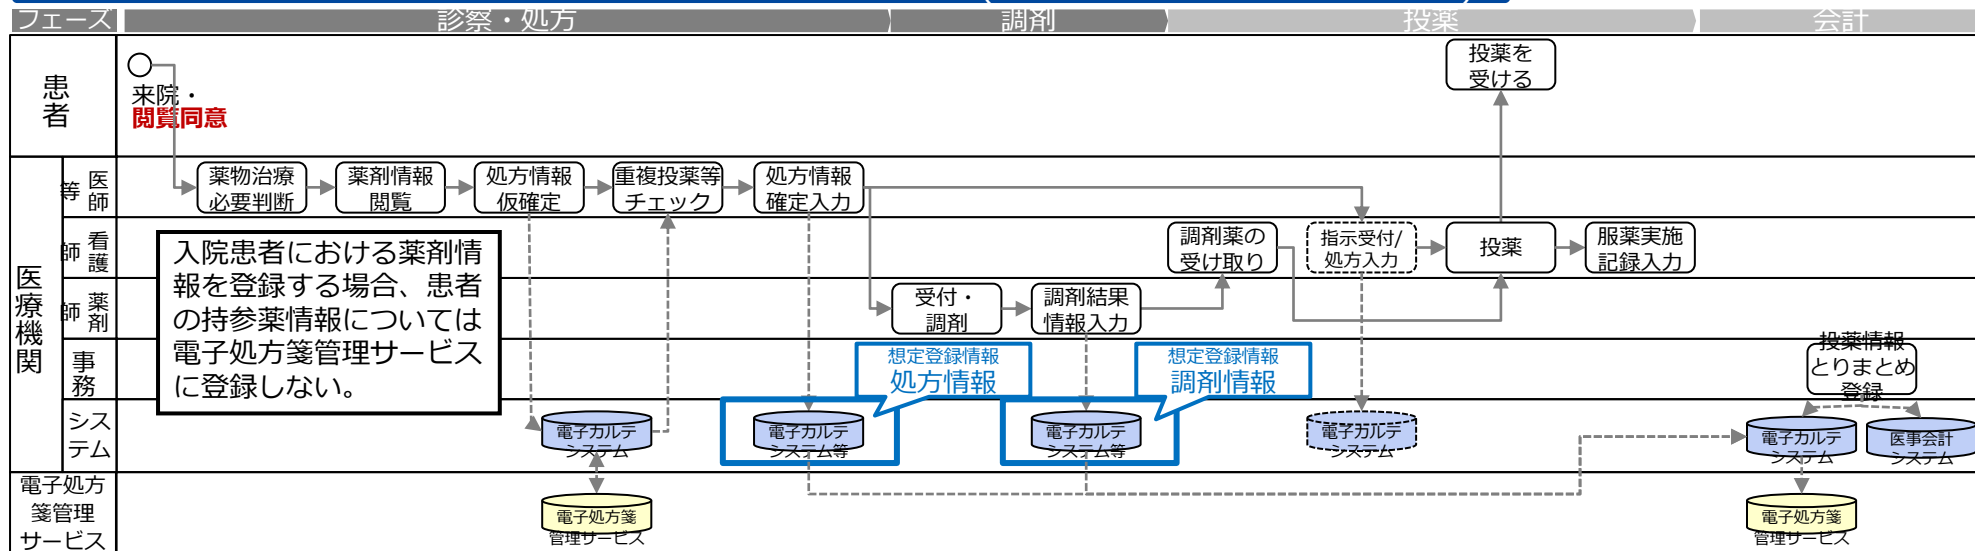 フェーズ
診察・処方
調剤
投薬
会計
患者
来院・
閲覧同意
投薬を
受ける
医療機関
医師等
薬物治療
必要判断
薬剤情報
閲覧
処方情報
仮確定
重複投薬等
チェック
処方情報
確定入力
看護師
調剤薬の
受け取り
指示受付/
処方入力
投薬
服薬実施
記録入力
入院患者における薬剤情
報を登録する場合、患者
の持参薬情報については
電子処方箋管理サービス
に登録しない。
薬剤師
受付・
調剤
調剤結果
情報入力
事務
想定登録情報
処方情報
想定登録情報
調剤情報
投薬情報
とりまとめ
登録
シス
テム
電子カルテ
システム
電子カルテ
システム等
電子カルテ
システム等
電子カルテ
システム
電子カルテ
システム
医事会計
システム
電子処方
箋管理
サービス
電子処方箋
管理サービス
電子処方箋
管理サービス